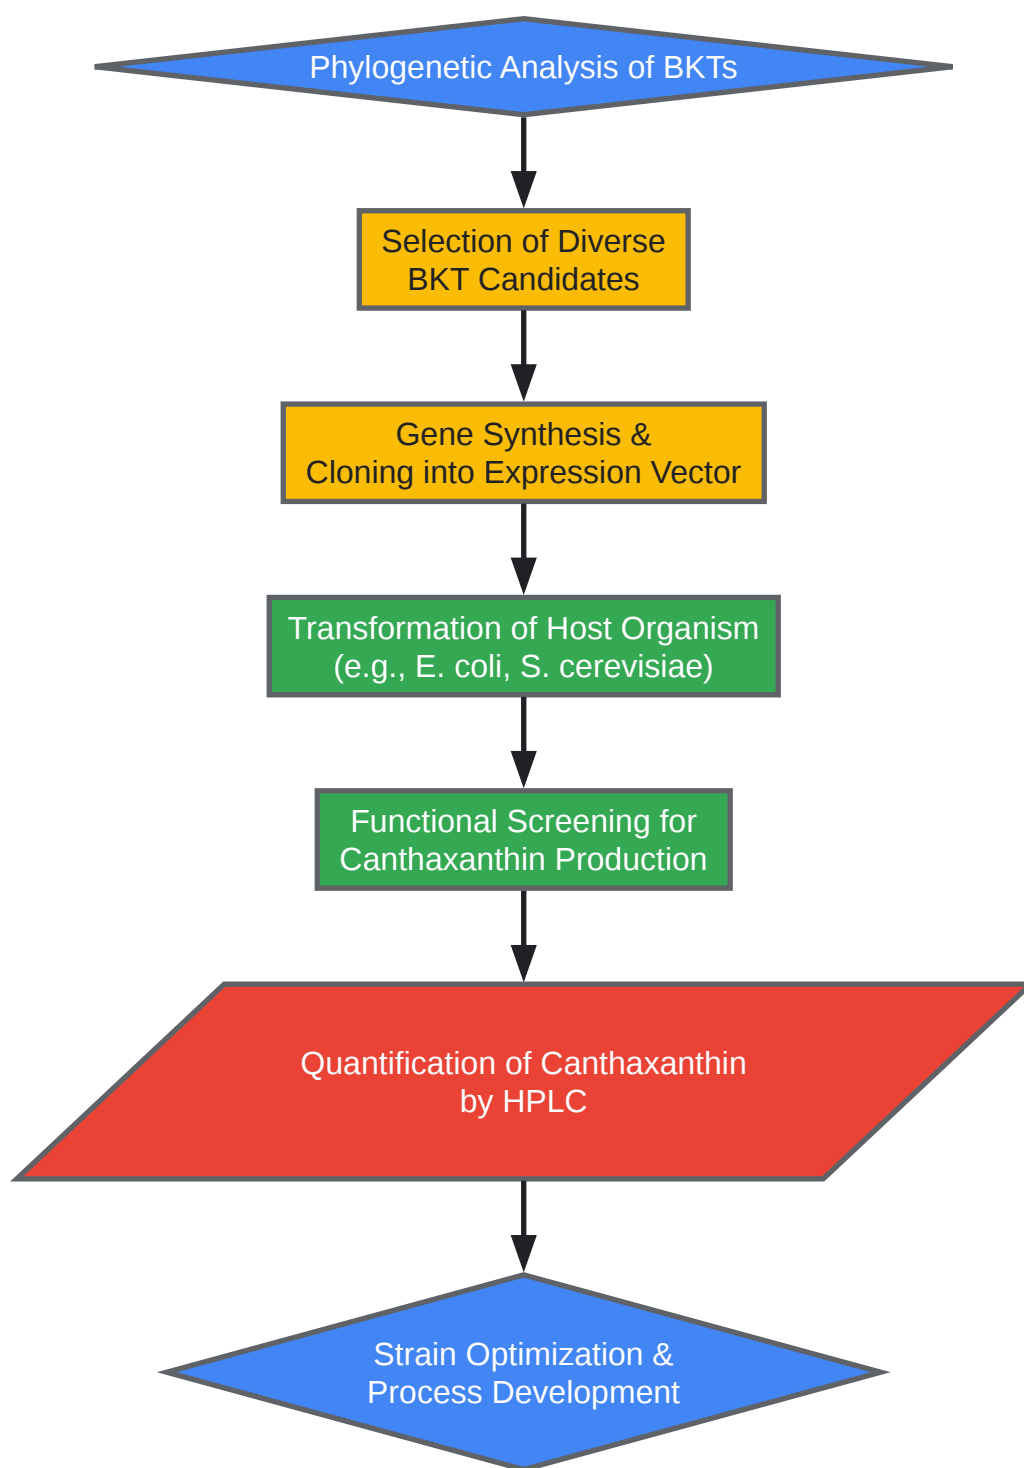 Phylogenetic Analysis of BKTs
Selection of Diverse
BKT Candidates
Gene Synthesis &
Cloning into Expression Vector
Transformation of Host Organism
(e.g., E. coli, S. cerevisiae)
Functional Screening for
Canthaxanthin Production
Quantification of Canthaxanthin
by HPLC
Strain Optimization &
Process Development